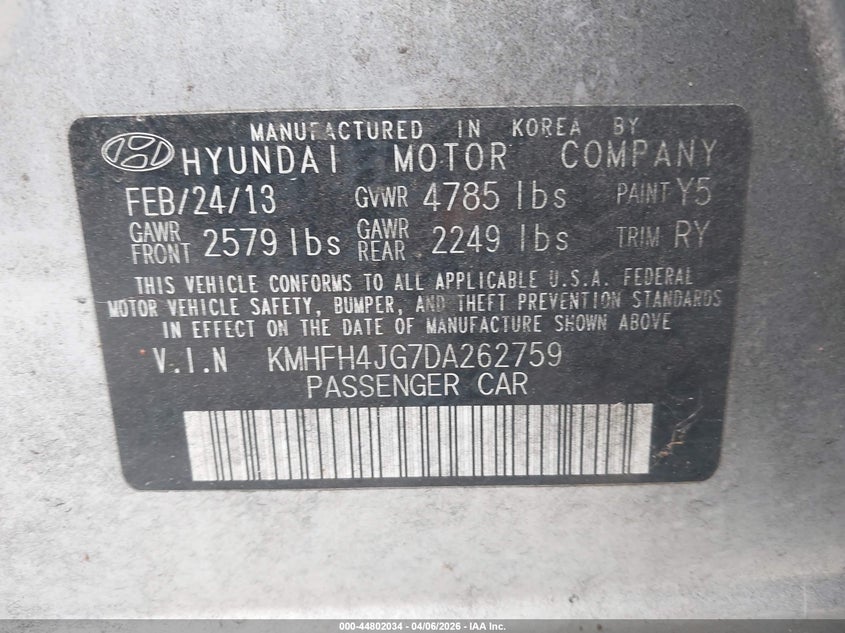 MANUFACTURED IN KOREA BY
HYUNDAI MOTOR COMPANY
FEB/24/13 GVWR 4785 lbs PAINT Y5
GAWR FRONT 2579 lbs GAWR REAR 2249 lbs TRIM RY
THIS VEHICLE CONFORMS TO ALL APPLICABLE U.S.A. FEDERAL
MOTOR VEHICLE SAFETY, BUMPER, AND THEFT PREVENTION STANDARDS
IN EFFECT ON THE DATE OF MANUFACTURE SHOWN ABOVE
V.I.N KMHFH4JG7DA262759
PASSENGER CAR
000-44802034 - 04/06/2026 - IAA Inc.